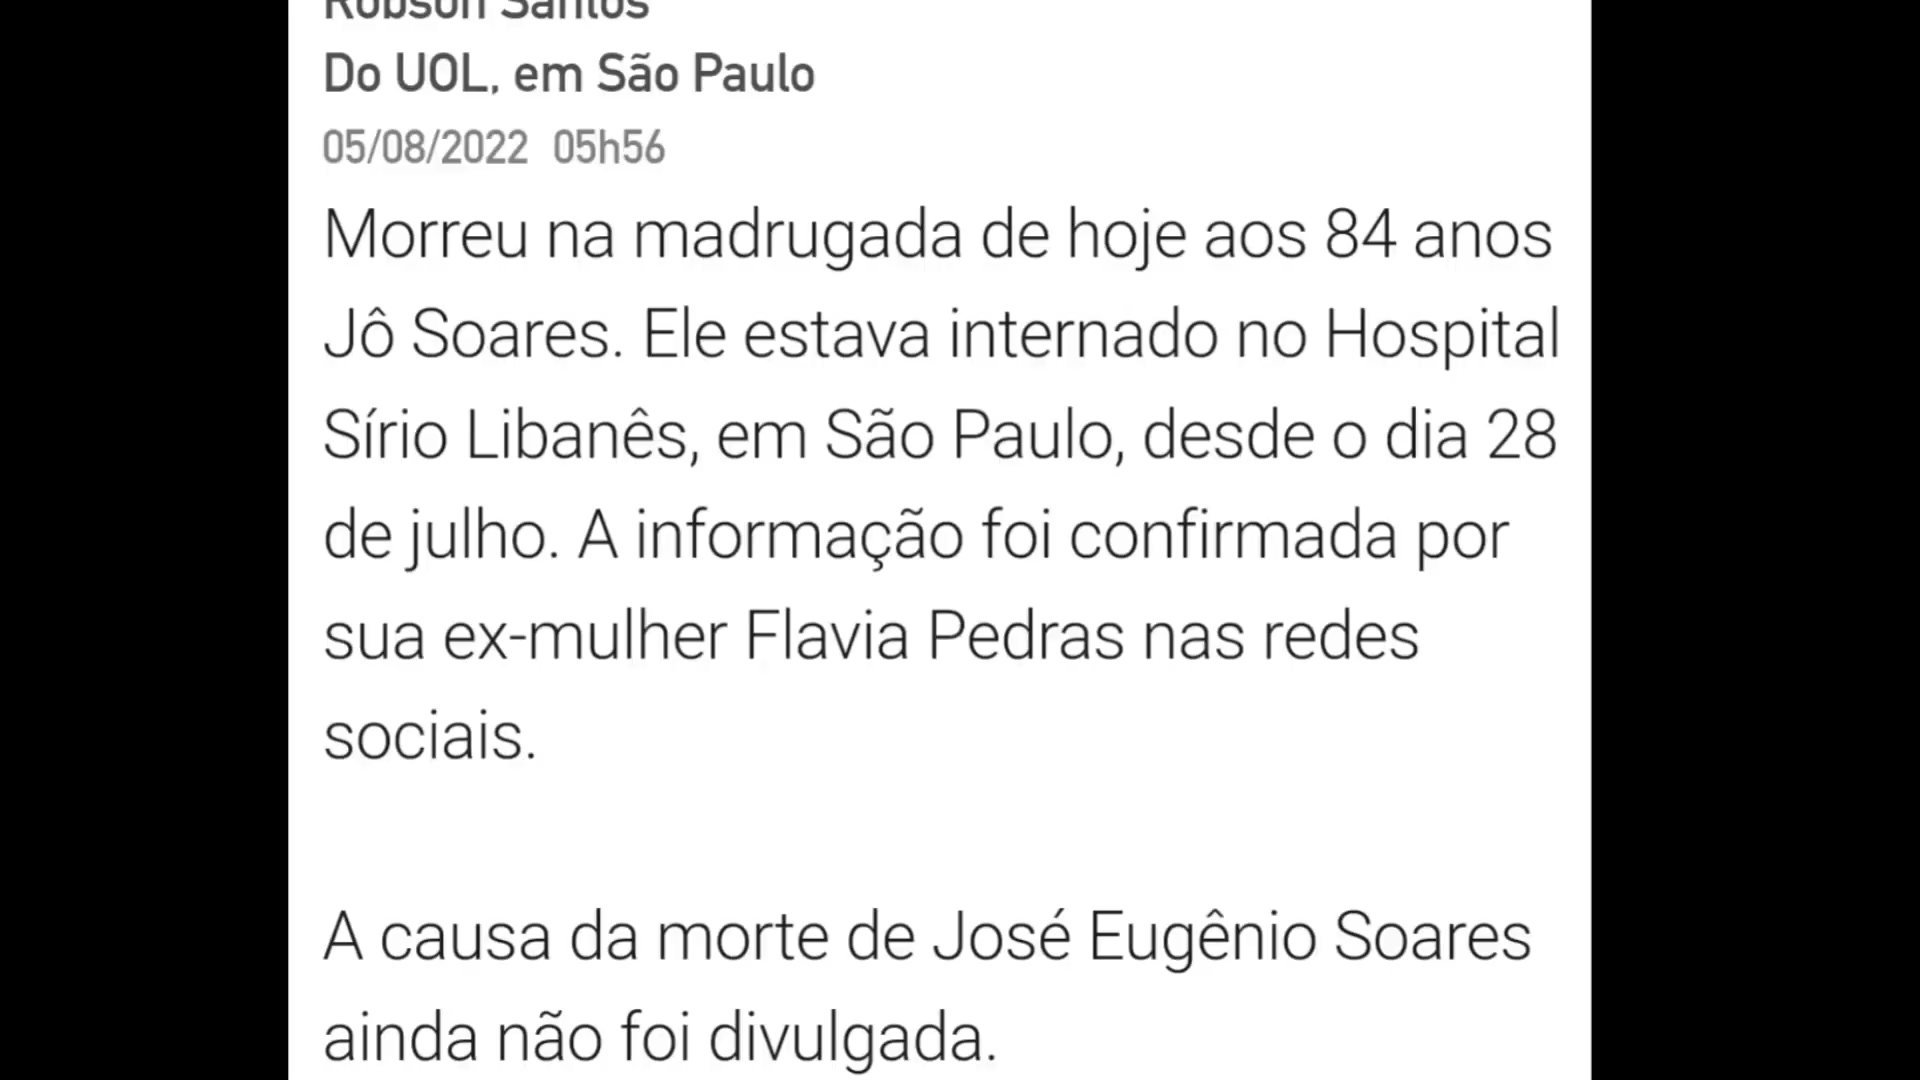 Robson Santos
Do UOL, em São Paulo
05/08/2022 05h56
Morreu na madrugada de hoje aos 84 anos
Jô Soares. Ele estava internado no Hospital
Sírio Libanês, em São Paulo, desde o dia 28
de julho. A informação foi confirmada por
sua ex-mulher Flavia Pedras nas redes
sociais.
A causa da morte de José Eugênio Soares
ainda não foi divulgada.